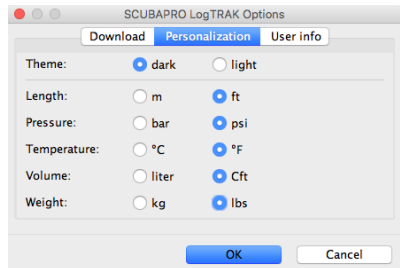 SCUBAPRO LogTRAK Options
Download Personalization User info
Theme: dark light
Length: m ft
Pressure: bar psi
Temperature: °C °F
Volume: liter Cft
Weight: kg lbs
OK Cancel